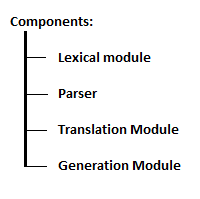 Components:
Lexical module
Parser
Translation Module
Generation Module